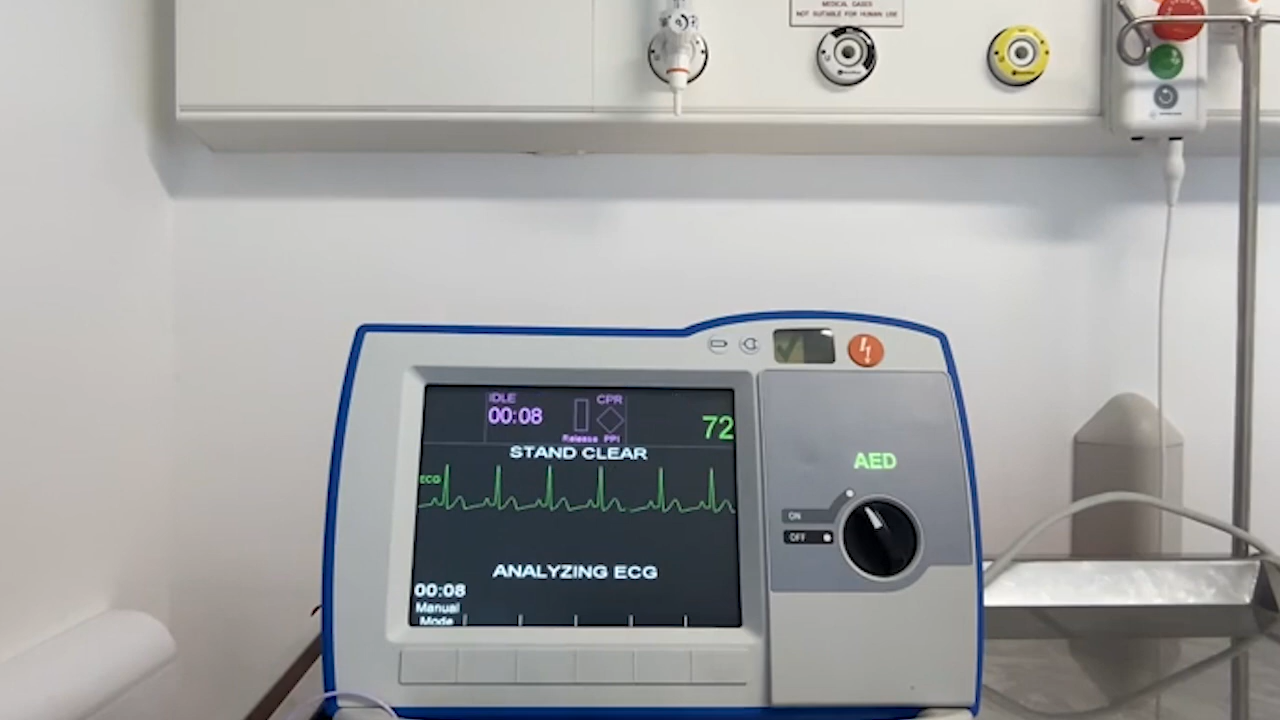 MEDICAL GASES
NOT SUITABLE FOR HUMAN USE
IDLE
00:08
CPR
Release PPI
72
STAND CLEAR
ECG
ANALYZING ECG
00:08
Manual
Mode
AED
ON
OFF